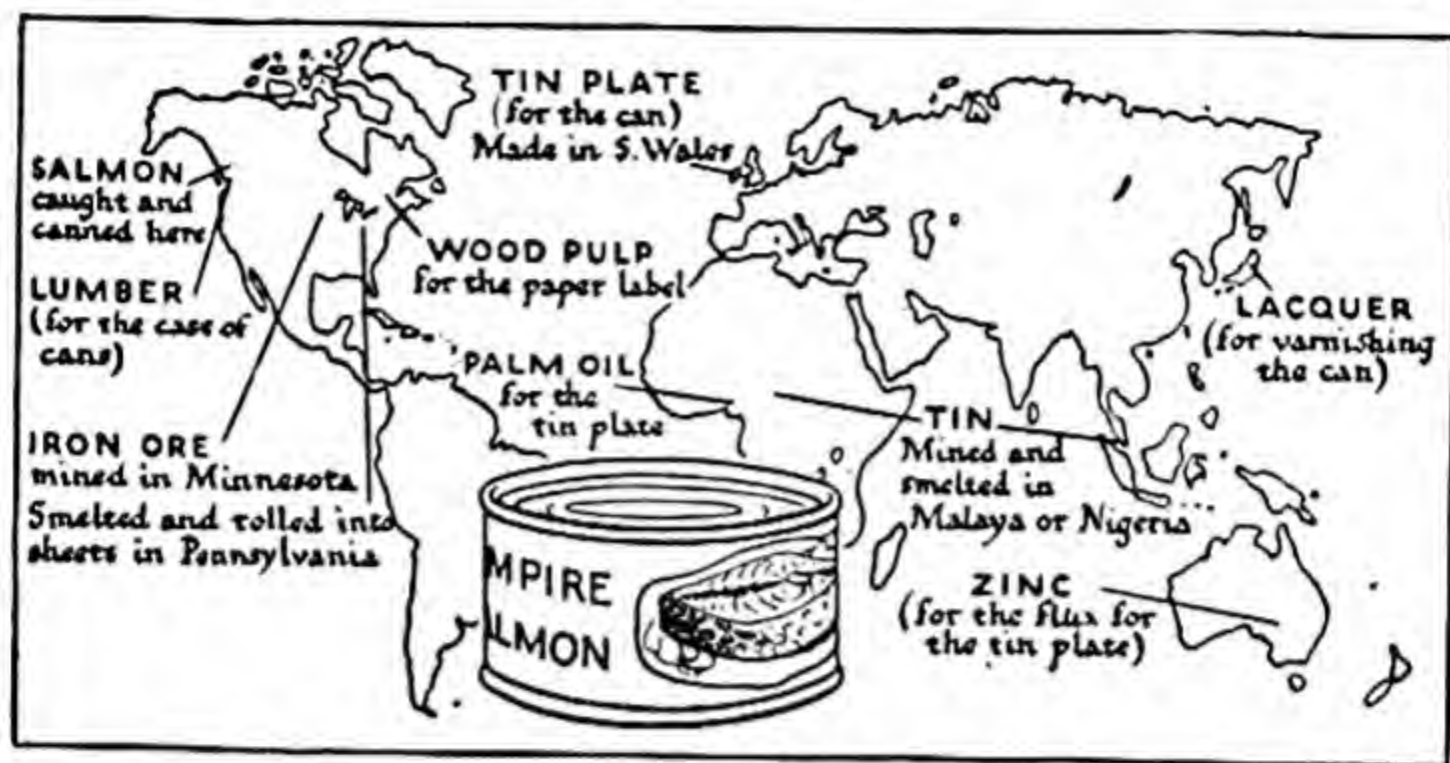 TIN PLATE
(for the can)
Made in S. Wales
SALMON
caught and
canned here
LUMBER
(for the case of
cans)
WOOD PULP
for the paper label
IRON ORE
mined in Minnesota
Smelted and rolled into
sheets in Pennsylvania
PALM OIL
for the
tin plate
LACQUER
(for varnishing
the can)
TIN
Mined and
smelted in
Malaya or Nigeria
ZINC
(for the flux for
the tin plate)
MPIRE
LMON